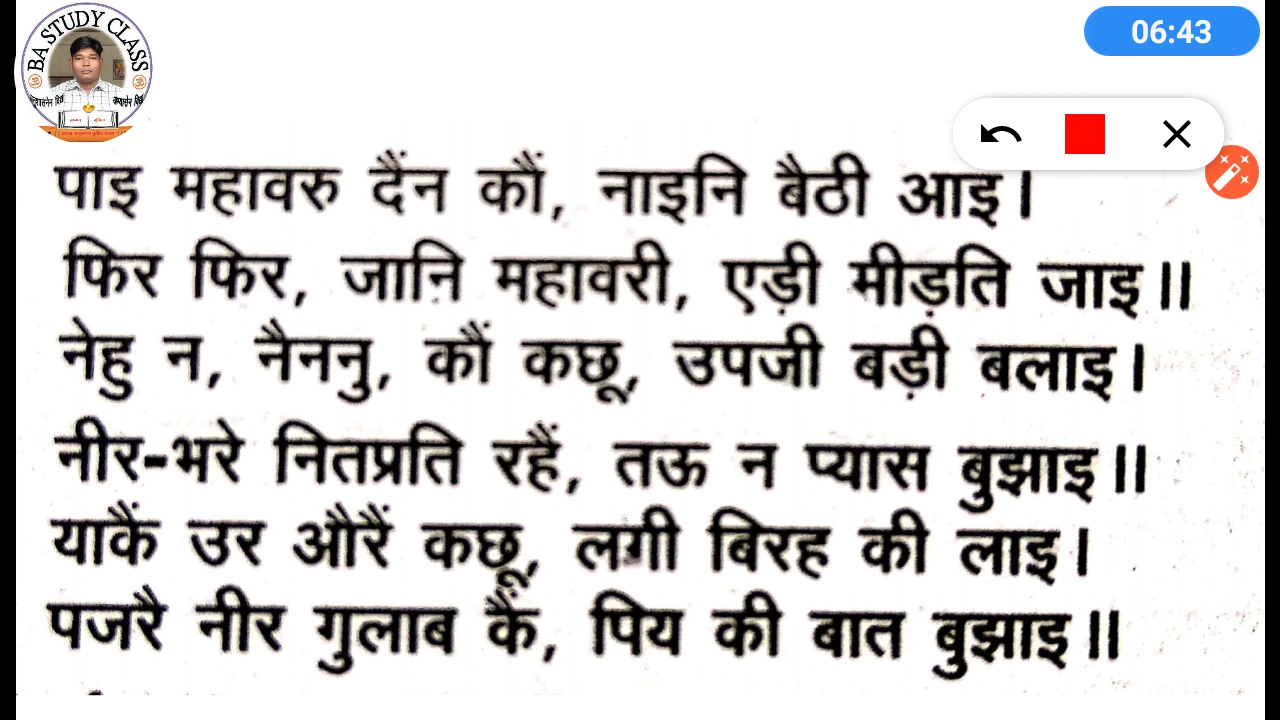 BA STUDY CLASS
06:43
पाइ महावरु दैंन कौं, नाइनि बैठी आइ।
फिर फिर, जानि महावरी, एड़ी मीड़ति जाइ॥
नेहु न, नैननु, कौं कछू, उपजी बड़ी बलाइ।
नीर-भरे नितप्रति रहैं, तऊ न प्यास बुझाइ॥
याकैं उर औरैं कछू, लगी बिरह की लाइ।
पजरै नीर गुलाब कैं, पिय की बात बुझाइ॥